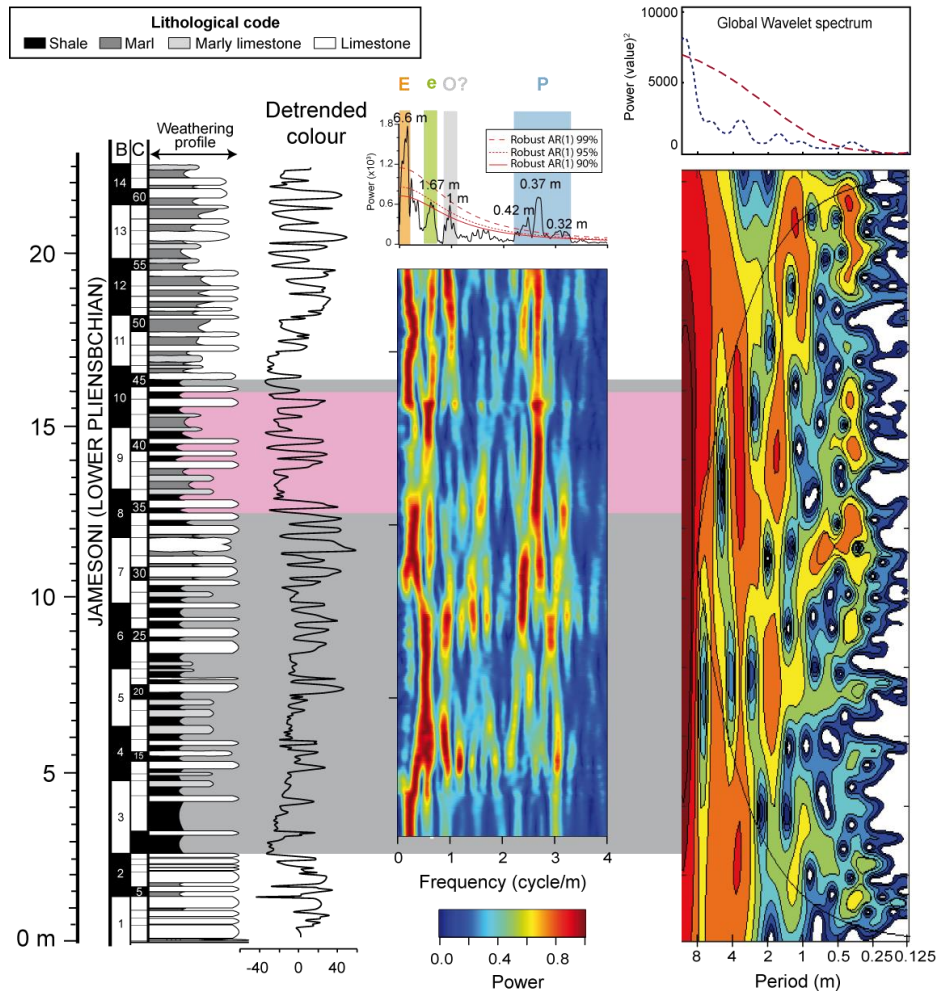 Lithological code
Shale Marl Marly limestone Limestone
Global Wavelet spectrum
Power (value)²
10000
5000
0
E e O? P
Detrended
colour
Weathering
profile
B C
Power (x10³)
1.8
1.2
0.6
0.0
6.6 m
1.67 m
1 m
0.42 m
0.37 m
0.32 m
Robust AR(1) 99%
Robust AR(1) 95%
Robust AR(1) 90%
JAMESONI (LOWER PLIENSBCHIAN)
20
15
10
5
0 m
14
13
12
11
10
9
8
7
6
5
4
3
2
1
60
55
50
45
40
35
30
25
20
15
5
-40 0 40
0 1 2 3 4
Frequency (cycle/m)
0.0 0.4 0.8
Power
8 4 2 1 0.5 0.25 0.125
Period (m)